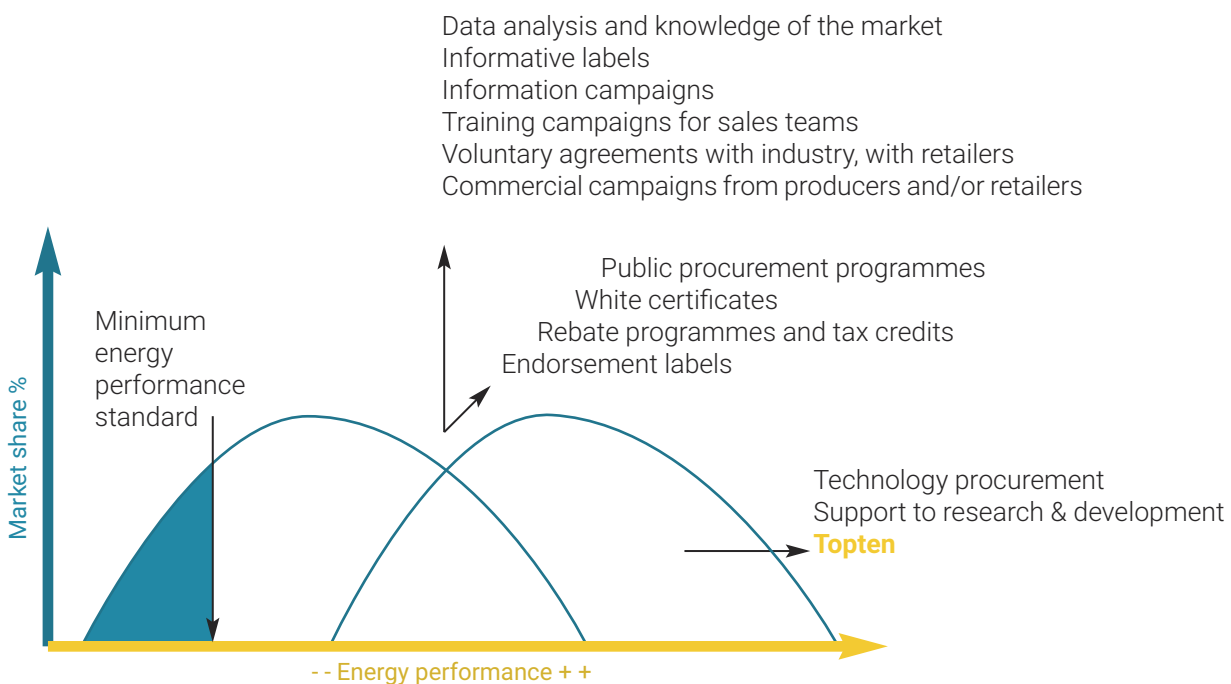 Data analysis and knowledge of the market
Informative labels
Information campaigns
Training campaigns for sales teams
Voluntary agreements with industry, with retailers
Commercial campaigns from producers and/or retailers
Public procurement programmes
White certificates
Rebate programmes and tax credits
Endorsement labels
Minimum
energy
performance
standard
Market share %
Technology procurement
Support to research & development
Topten
- - Energy performance + +